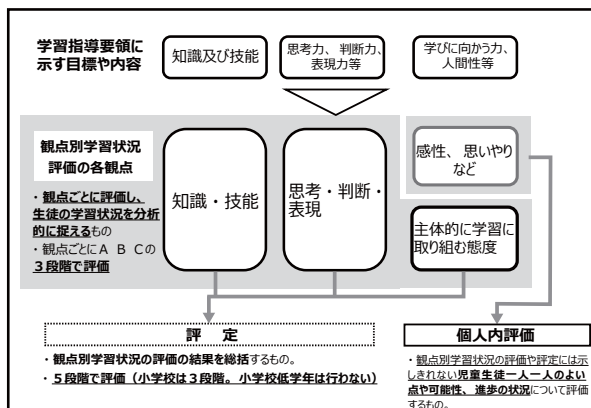 学習指導要領に
示す目標や内容
知識及び技能
思考力、判断力、
表現力等
学びに向かう力、
人間性等
観点別学習状況
評価の各観点
・観点ごとに評価し、
生徒の学習状況を分析
的に捉えるもの
・観点ごとにA B Cの
3段階で評価
知識・技能
思考・判断・
表現
感性、思いやり
など
主体的に学習に
取り組む態度
評 定
・観点別学習状況の評価の結果を総括するもの。
・5段階で評価（小学校は3段階。小学校低学年は行わない）
個人内評価
・観点別学習状況の評価や評定には示
しきれない児童生徒一人一人のよい
点や可能性、進歩の状況について評価
するもの。